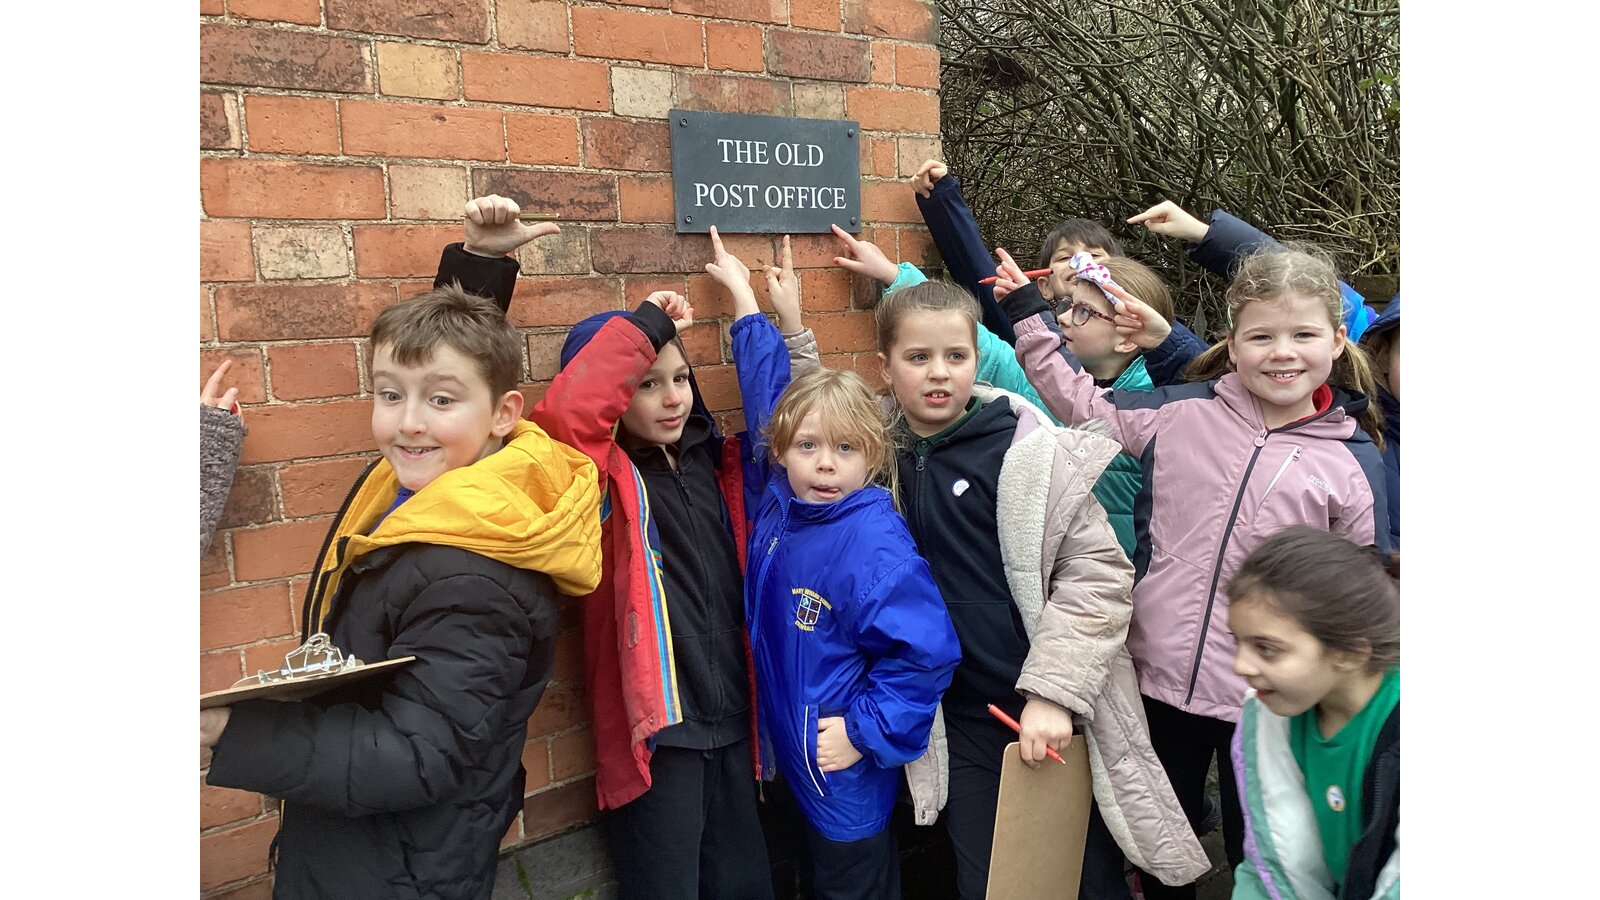 THE OLD
POST OFFICE